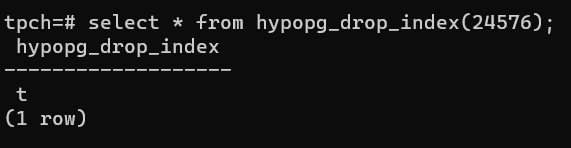 tpch=# select * from hypopg_drop_index(24576);
 hypopg_drop_index
-------------------
 t
(1 row)